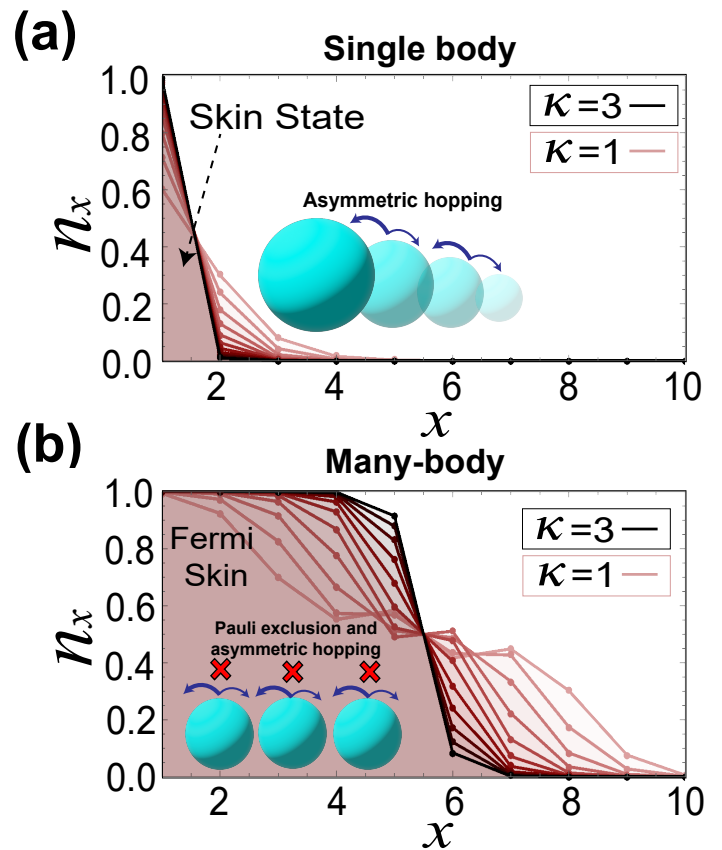 (a)
Single body
1.0
0.8
0.6
0.4
0.2
0.0
nx
Skin State
κ=3
κ=1
Asymmetric hopping
2 4 6 8 10
x
(b)
Many-body
1.0
0.8
0.6
0.4
0.2
0.0
nx
Fermi
Skin
κ=3
κ=1
Pauli exclusion and
asymmetric hopping
2 4 6 8 10
x